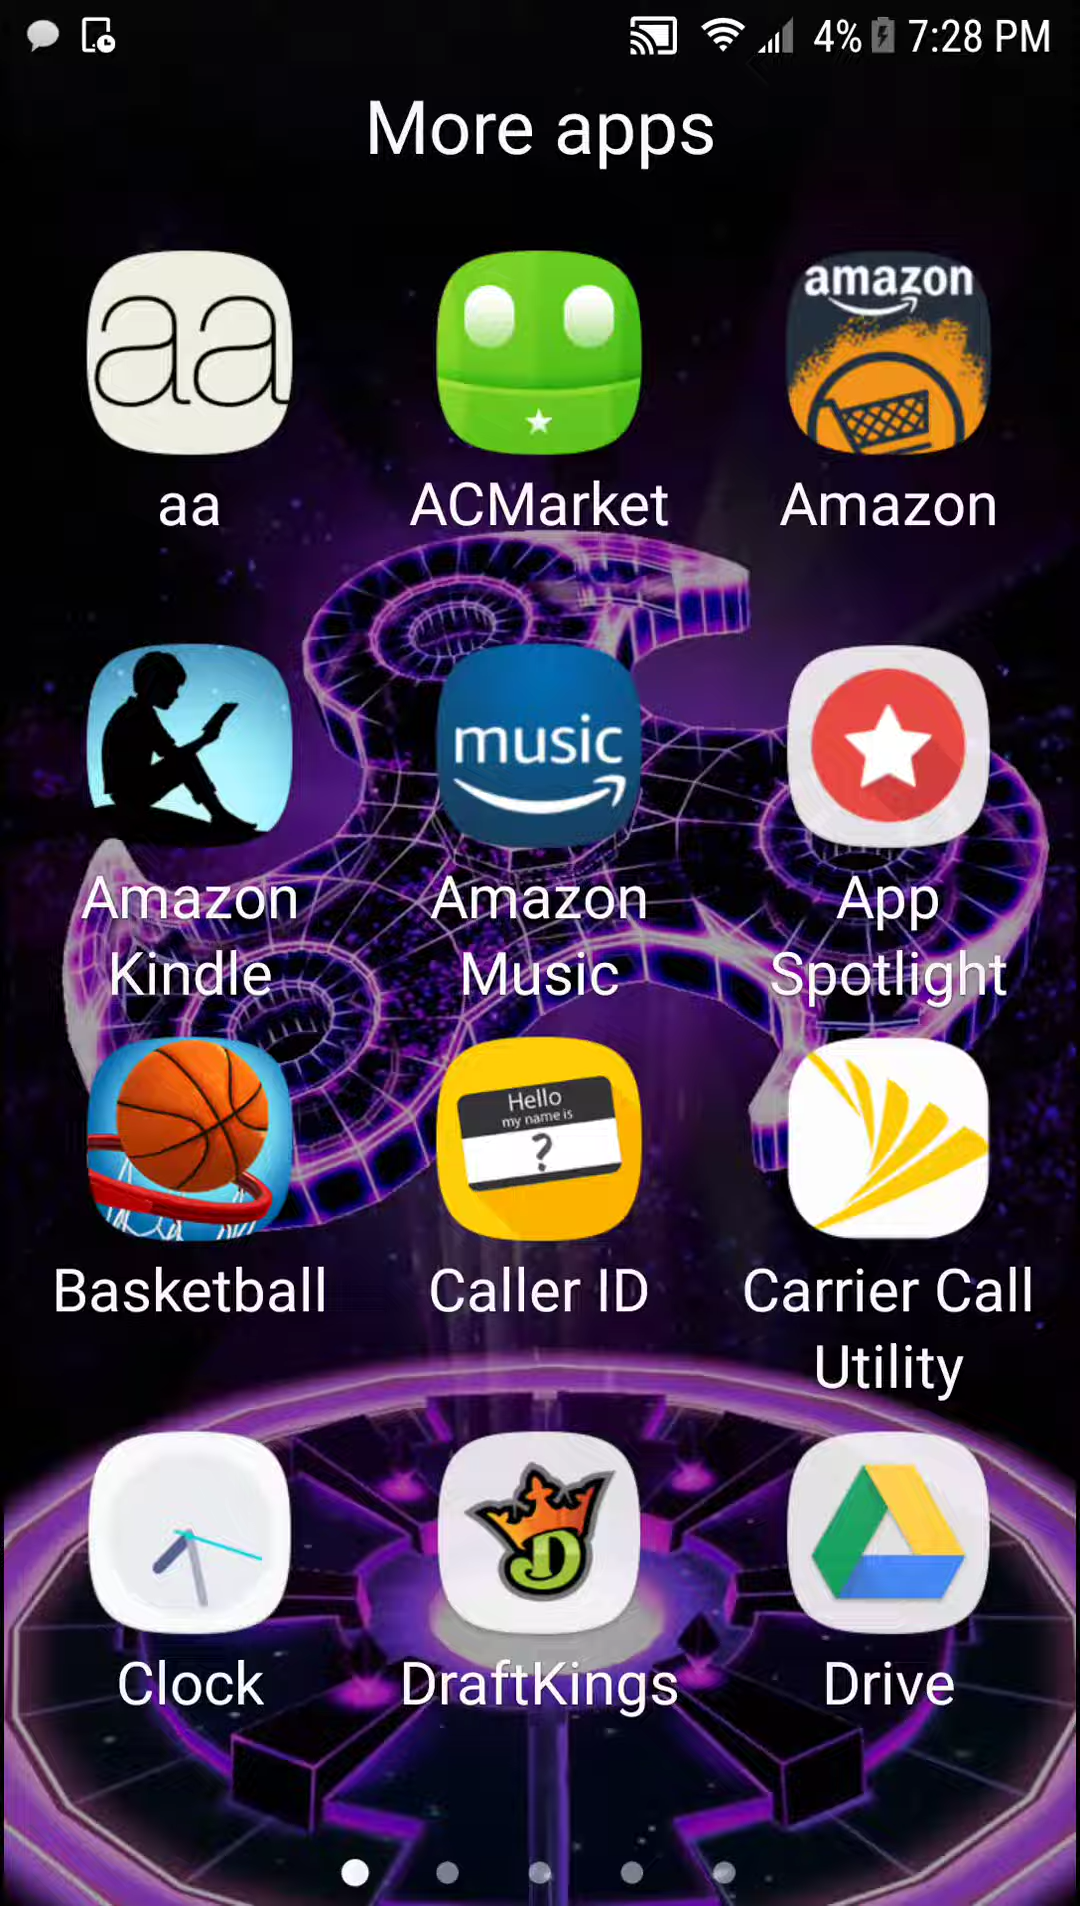 4% 7:28 PM
More apps
aa
amazon
aa
ACMarket
Amazon
music
Amazon
Kindle
Amazon
Music
App
Spotlight
Hello
my name is
?
Basketball
Caller ID
Carrier Call
Utility
D
Clock
DraftKings
Drive